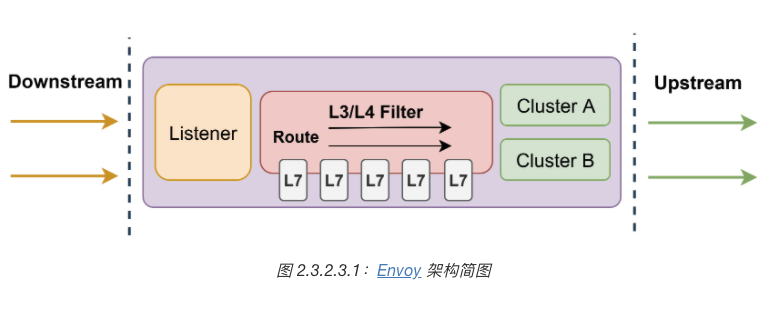 Downstream
Upstream
Listener
L3/L4 Filter
Route
L7 L7 L7 L7 L7
Cluster A
Cluster B
图 2.3.2.3.1：Envoy 架构简图